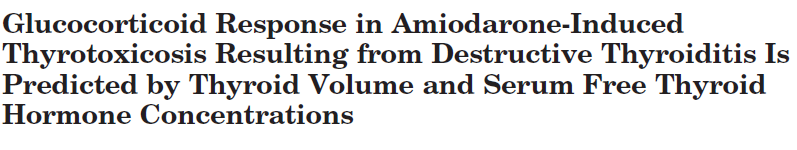 Glucocorticoid Response in Amiodarone-Induced
Thyrotoxicosis Resulting from Destructive Thyroiditis Is
Predicted by Thyroid Volume and Serum Free Thyroid
Hormone Concentrations